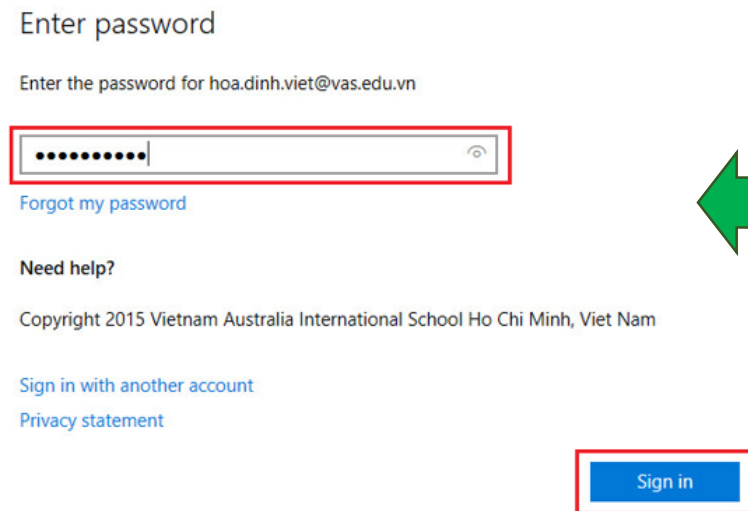 Enter password
Enter the password for hoa.dinh.viet@vas.edu.vn
Forgot my password
Need help?
Copyright 2015 Vietnam Australia International School Ho Chi Minh, Viet Nam
Sign in with another account
Privacy statement
Sign in